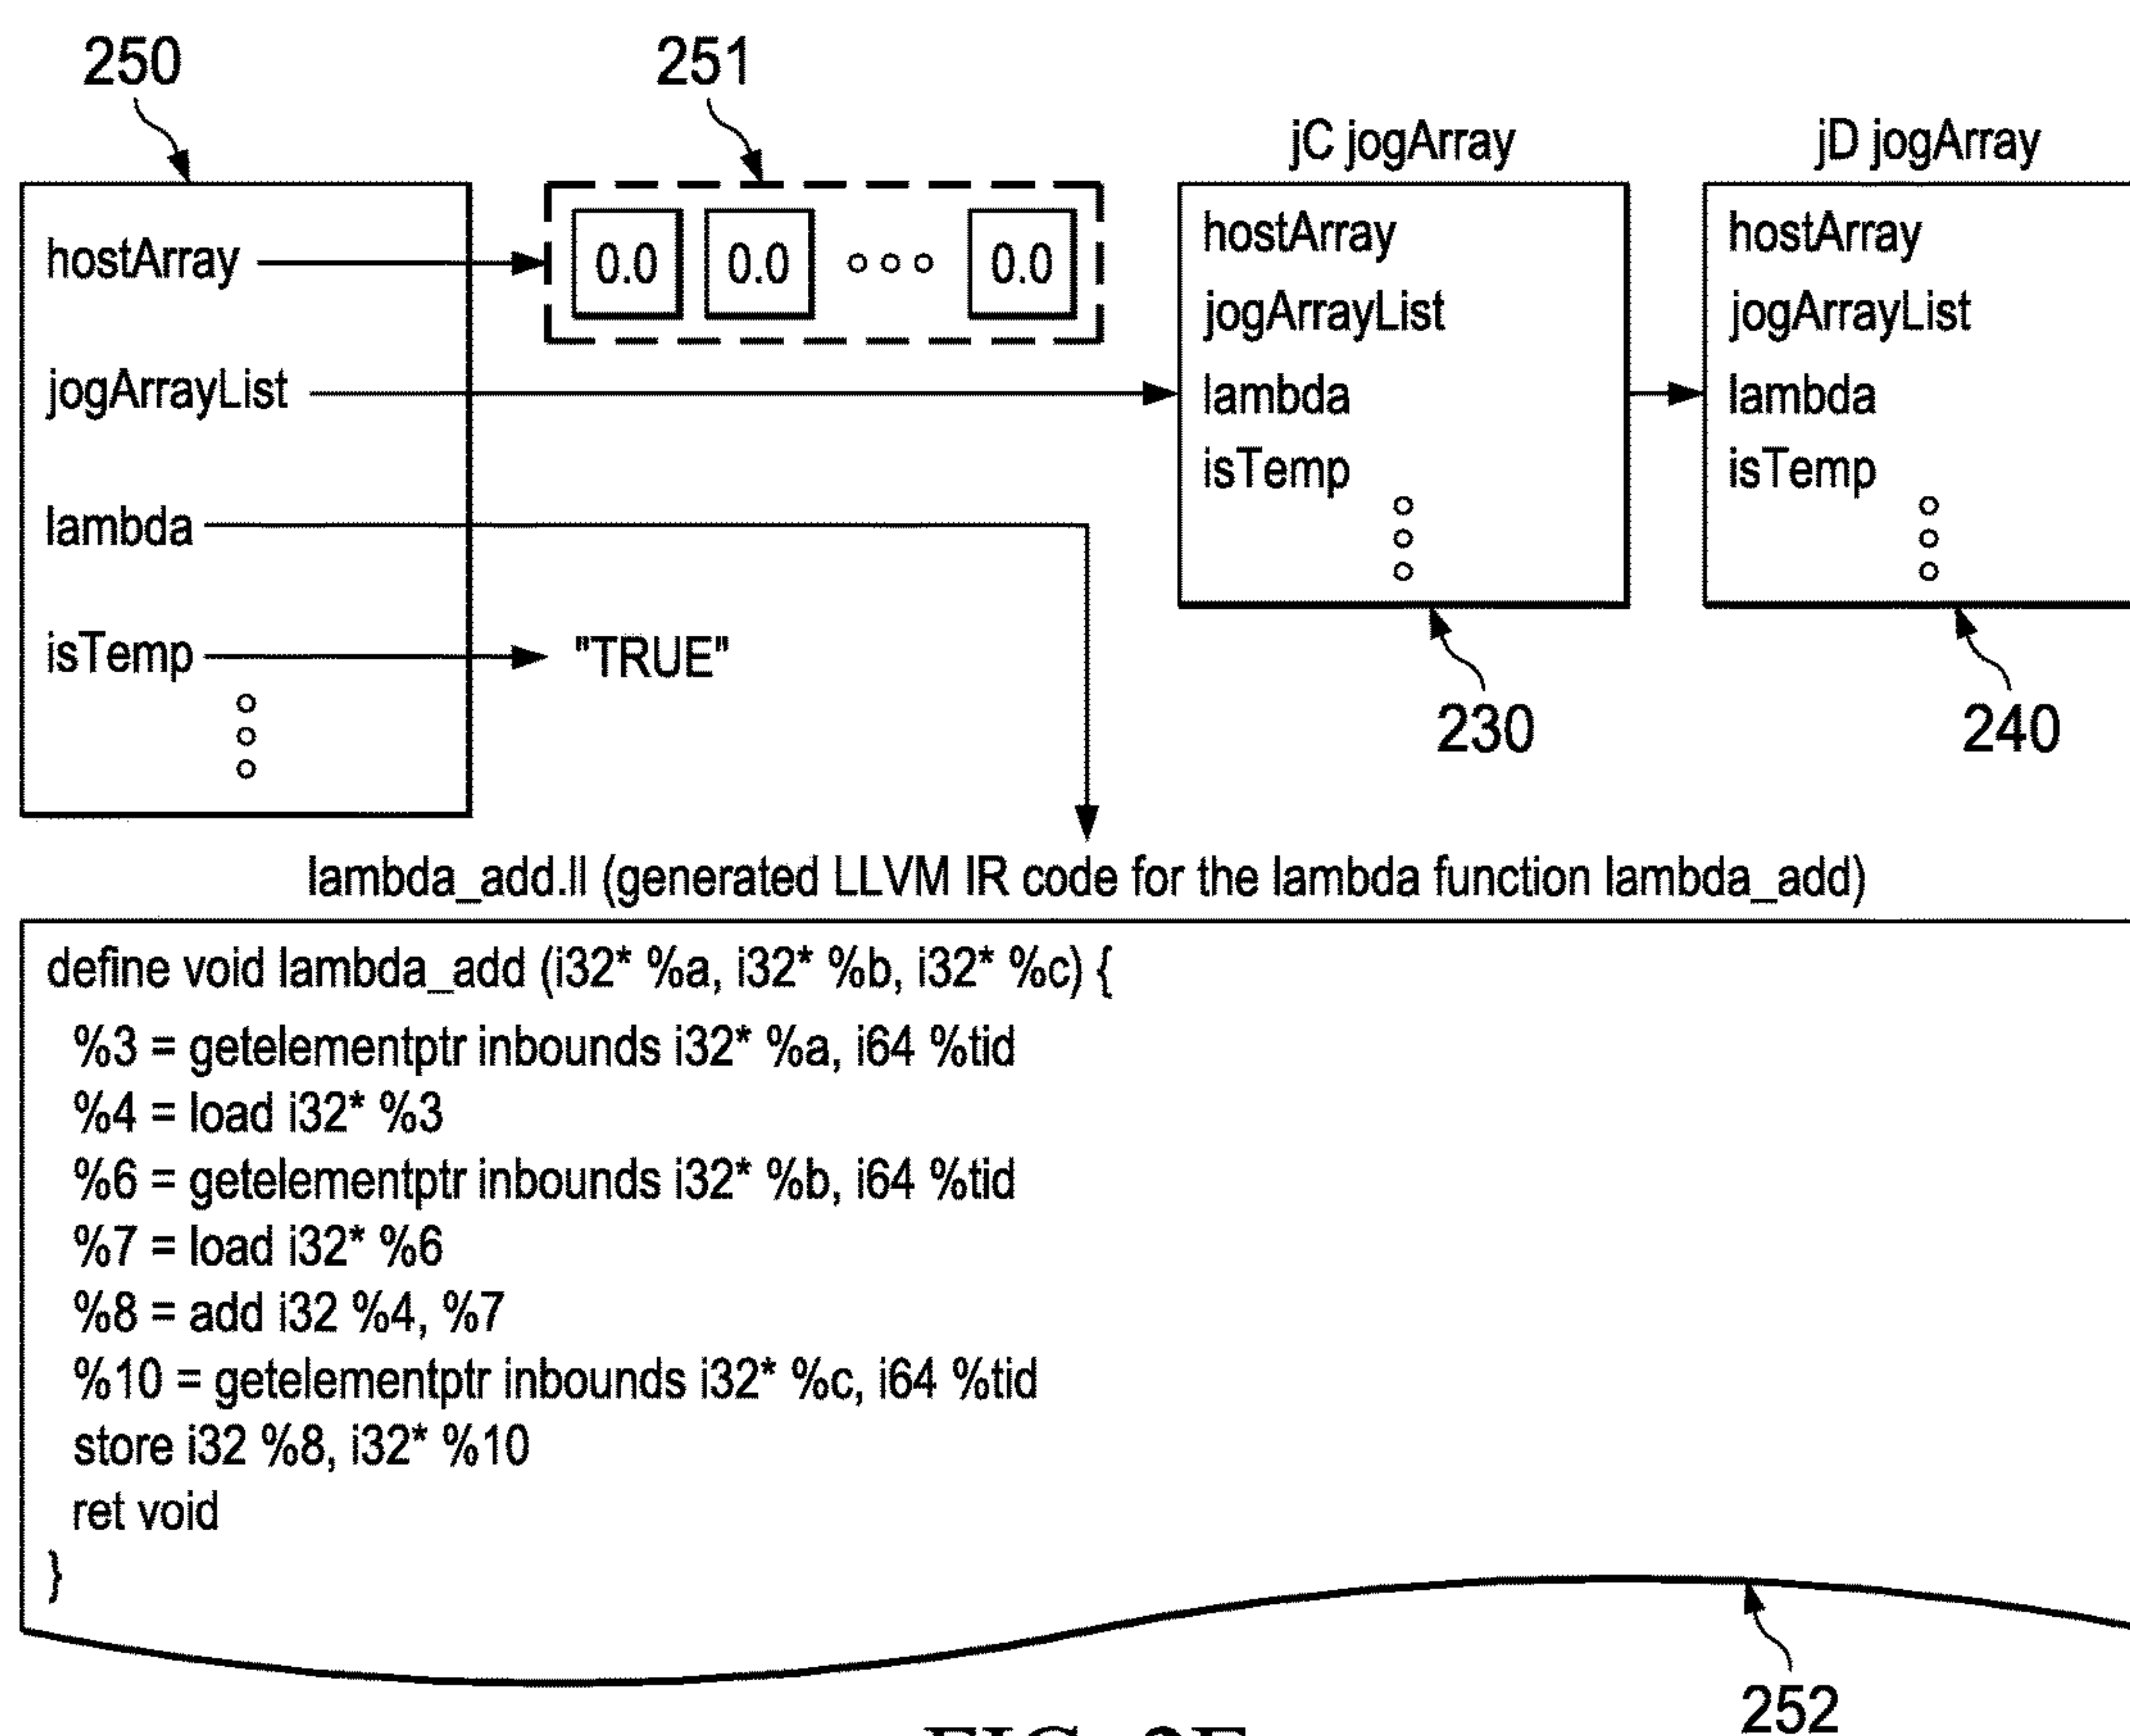 250
251
jC jogArray
jD jogArray
hostArray
0.0 0.0 0.0
jogArrayList
lambda
isTemp
"TRUE"
hostArray
jogArrayList
lambda
isTemp
230
hostArray
jogArrayList
lambda
isTemp
240
lambda_add.ll (generated LLVM IR code for the lambda function lambda_add)
define void lambda_add (i32* %a, i32* %b, i32* %c) {
%3 = getelementptr inbounds i32* %a, i64 %tid
%4 = load i32* %3
%6 = getelementptr inbounds i32* %b, i64 %tid
%7 = load i32* %6
%8 = add i32 %4, %7
%10 = getelementptr inbounds i32* %c, i64 %tid
store i32 %8, i32* %10
ret void
}
252